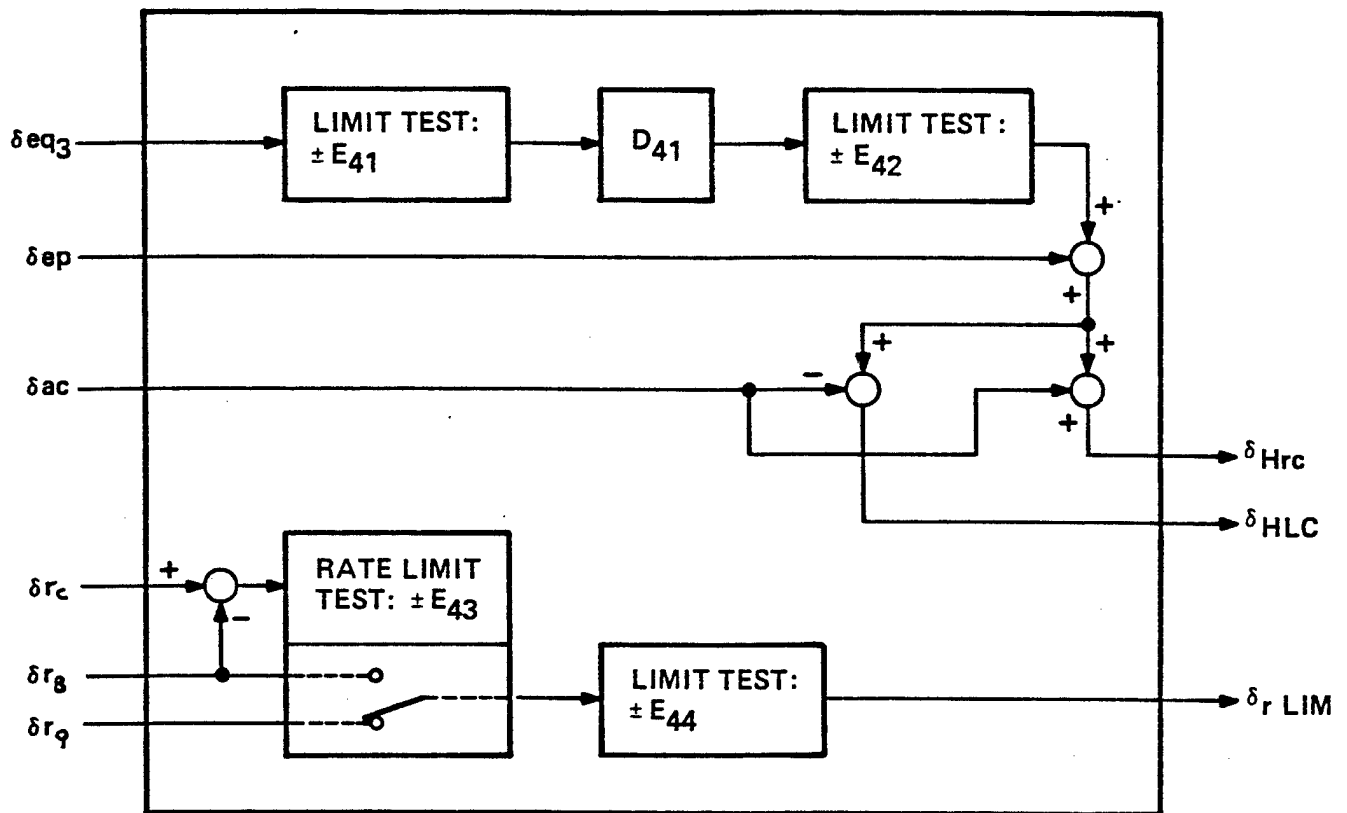 δeq3
LIMIT TEST:
± E41
D41
LIMIT TEST :
± E42
+
δep
+
+
+
δac
−
+
δHrc
δHLC
δrc
+
−
RATE LIMIT
TEST: ± E43
δr8
δr9
LIMIT TEST:
± E44
δr LIM